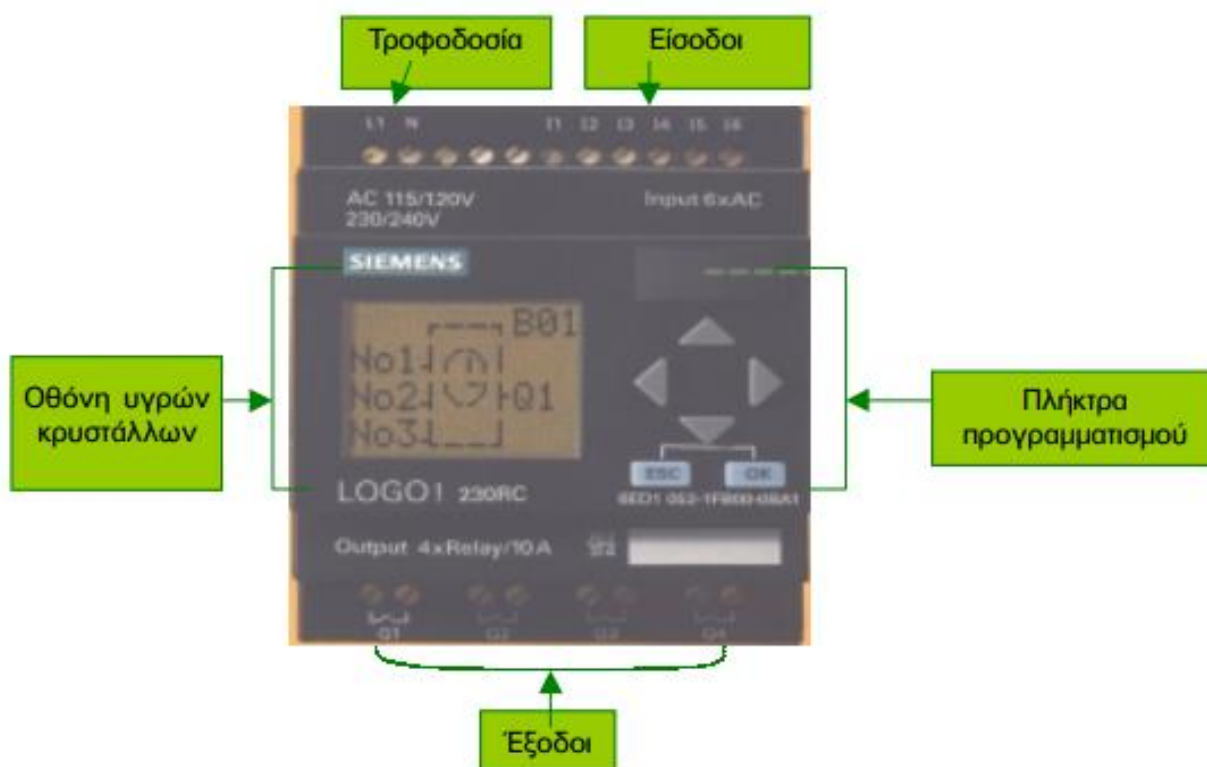 Τροφοδοσία
Είσοδοι
L1 N I1 I2 I3 I4 I5 I6
AC 115/120V
230/240V
Input 6xAC
SIEMENS
B01
No1
No2 Q1
No3
Οθόνη υγρών
κρυστάλλων
Πλήκτρα
προγραμματισμού
ESC OK
LOGO! 230RC
Output 4xRelay/10A
Q1 Q2 Q3 Q4
Έξοδοι